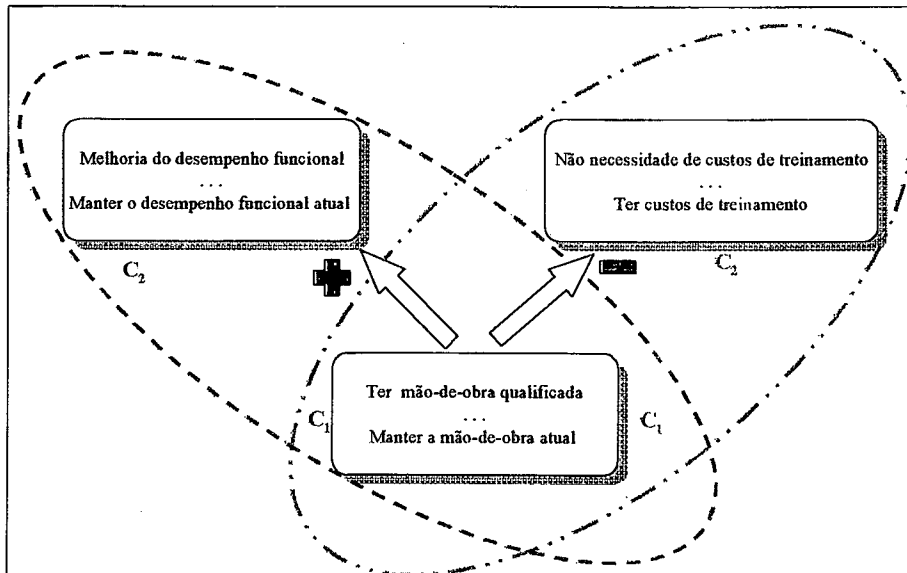 Melhoria do desempenho funcional
...
Manter o desempenho funcional atual
C₂
Não necessidade de custos de treinamento
...
Ter custos de treinamento
C₂
Ter mão-de-obra qualificada
...
Manter a mão-de-obra atual
C₁
C₁